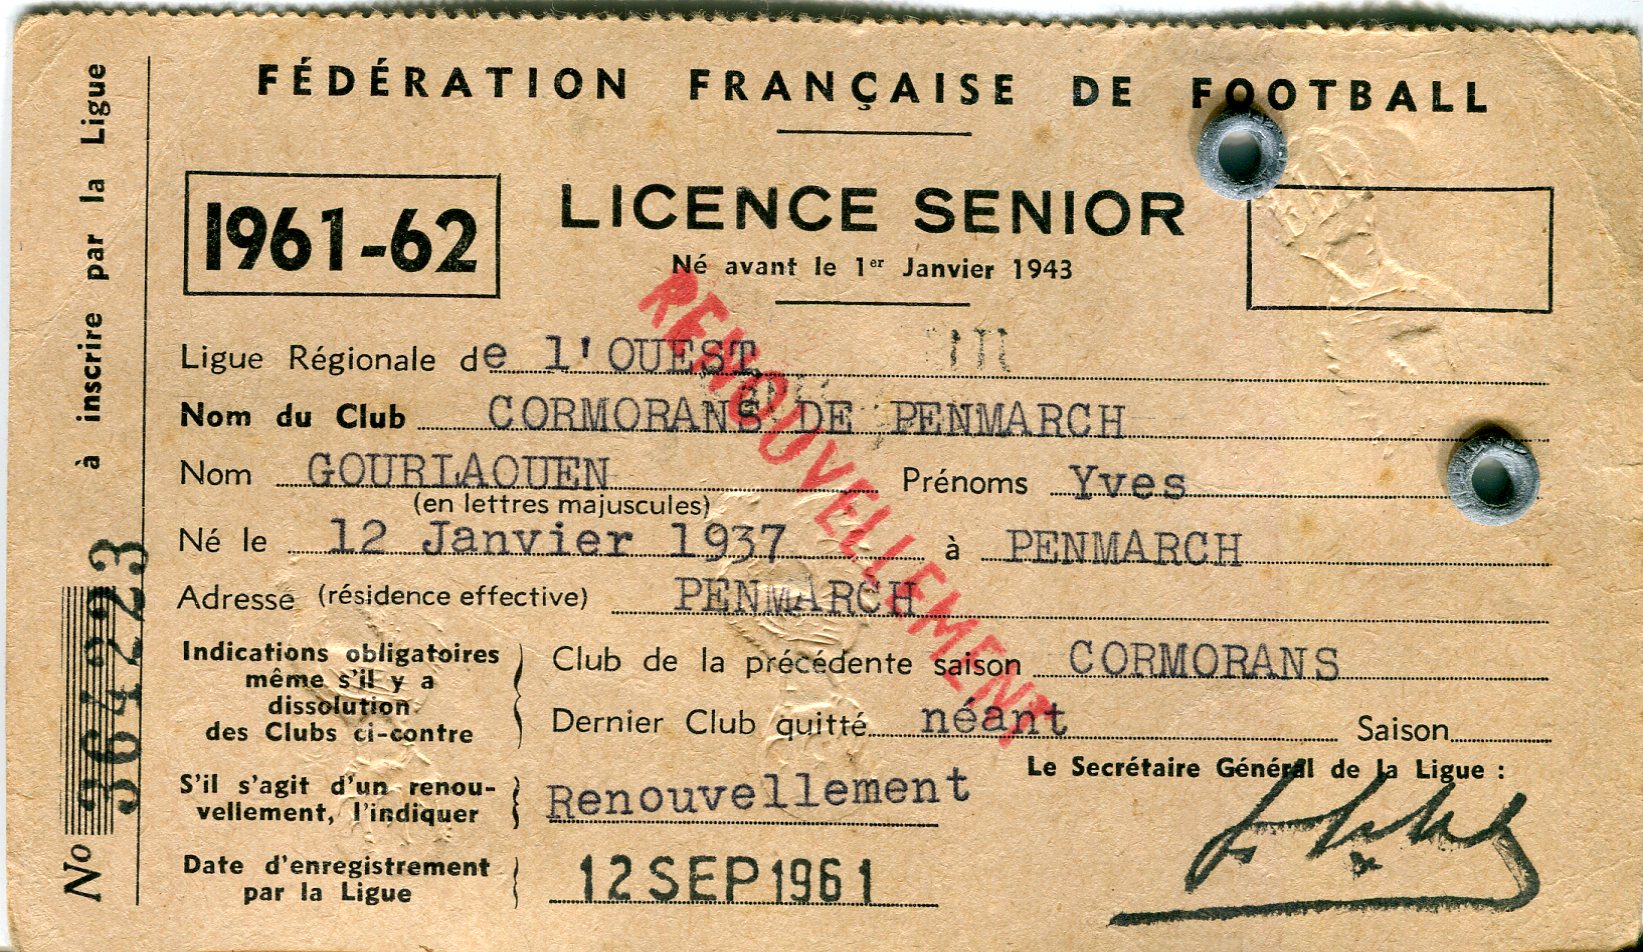 FÉDÉRATION FRANÇAISE DE FOOTBALL
1961-62
LICENCE SENIOR
Né avant le 1er Janvier 1943
Ligue Régionale de l'OUEST
Nom du Club CORMORANS DE PENMARCH
Nom GOURLAOUEN Prénoms Yves
(en lettres majuscules)
Né le 12 Janvier 1937 à PENMARCH
Adresse (résidence effective) PENMARCH
Indications obligatoires
même s'il y a
dissolution
des Clubs ci-contre
Club de la précédente saison CORMORANS
Dernier Club quitté néant Saison
Le Secrétaire Général de la Ligue :
S'il s'agit d'un renou-
vellement, l'indiquer
Renouvellement
Date d'enregistrement
par la Ligue
12 SEP 1961
RENOUVELLEMENT
No 364223 à inscrire par la Ligue